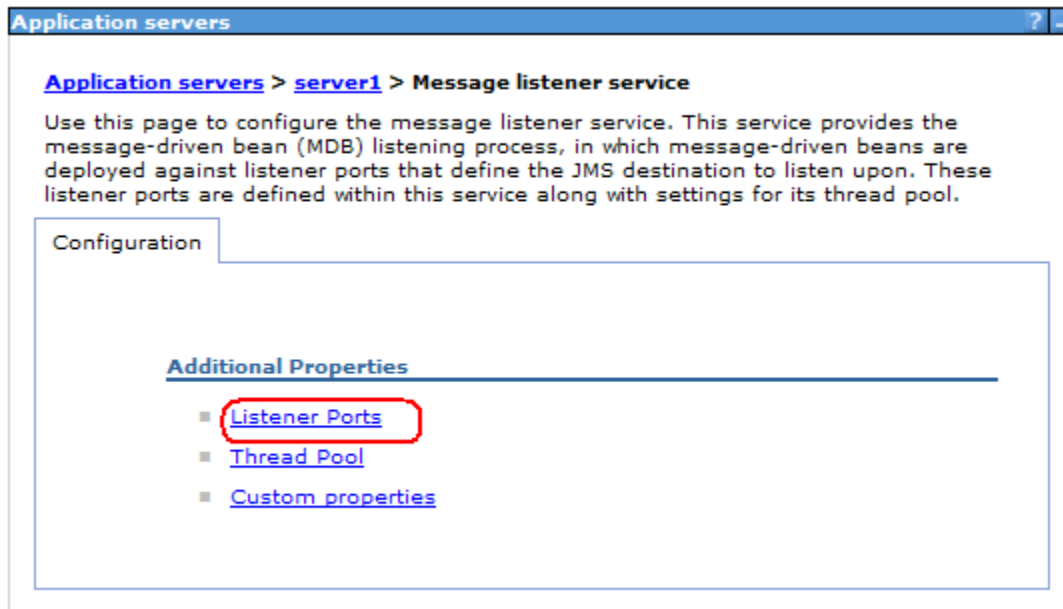 Application servers ? -
Application servers > server1 > Message listener service
Use this page to configure the message listener service. This service provides the
message-driven bean (MDB) listening process, in which message-driven beans are
deployed against listener ports that define the JMS destination to listen upon. These
listener ports are defined within this service along with settings for its thread pool.
Configuration
Additional Properties
Listener Ports
Thread Pool
Custom properties